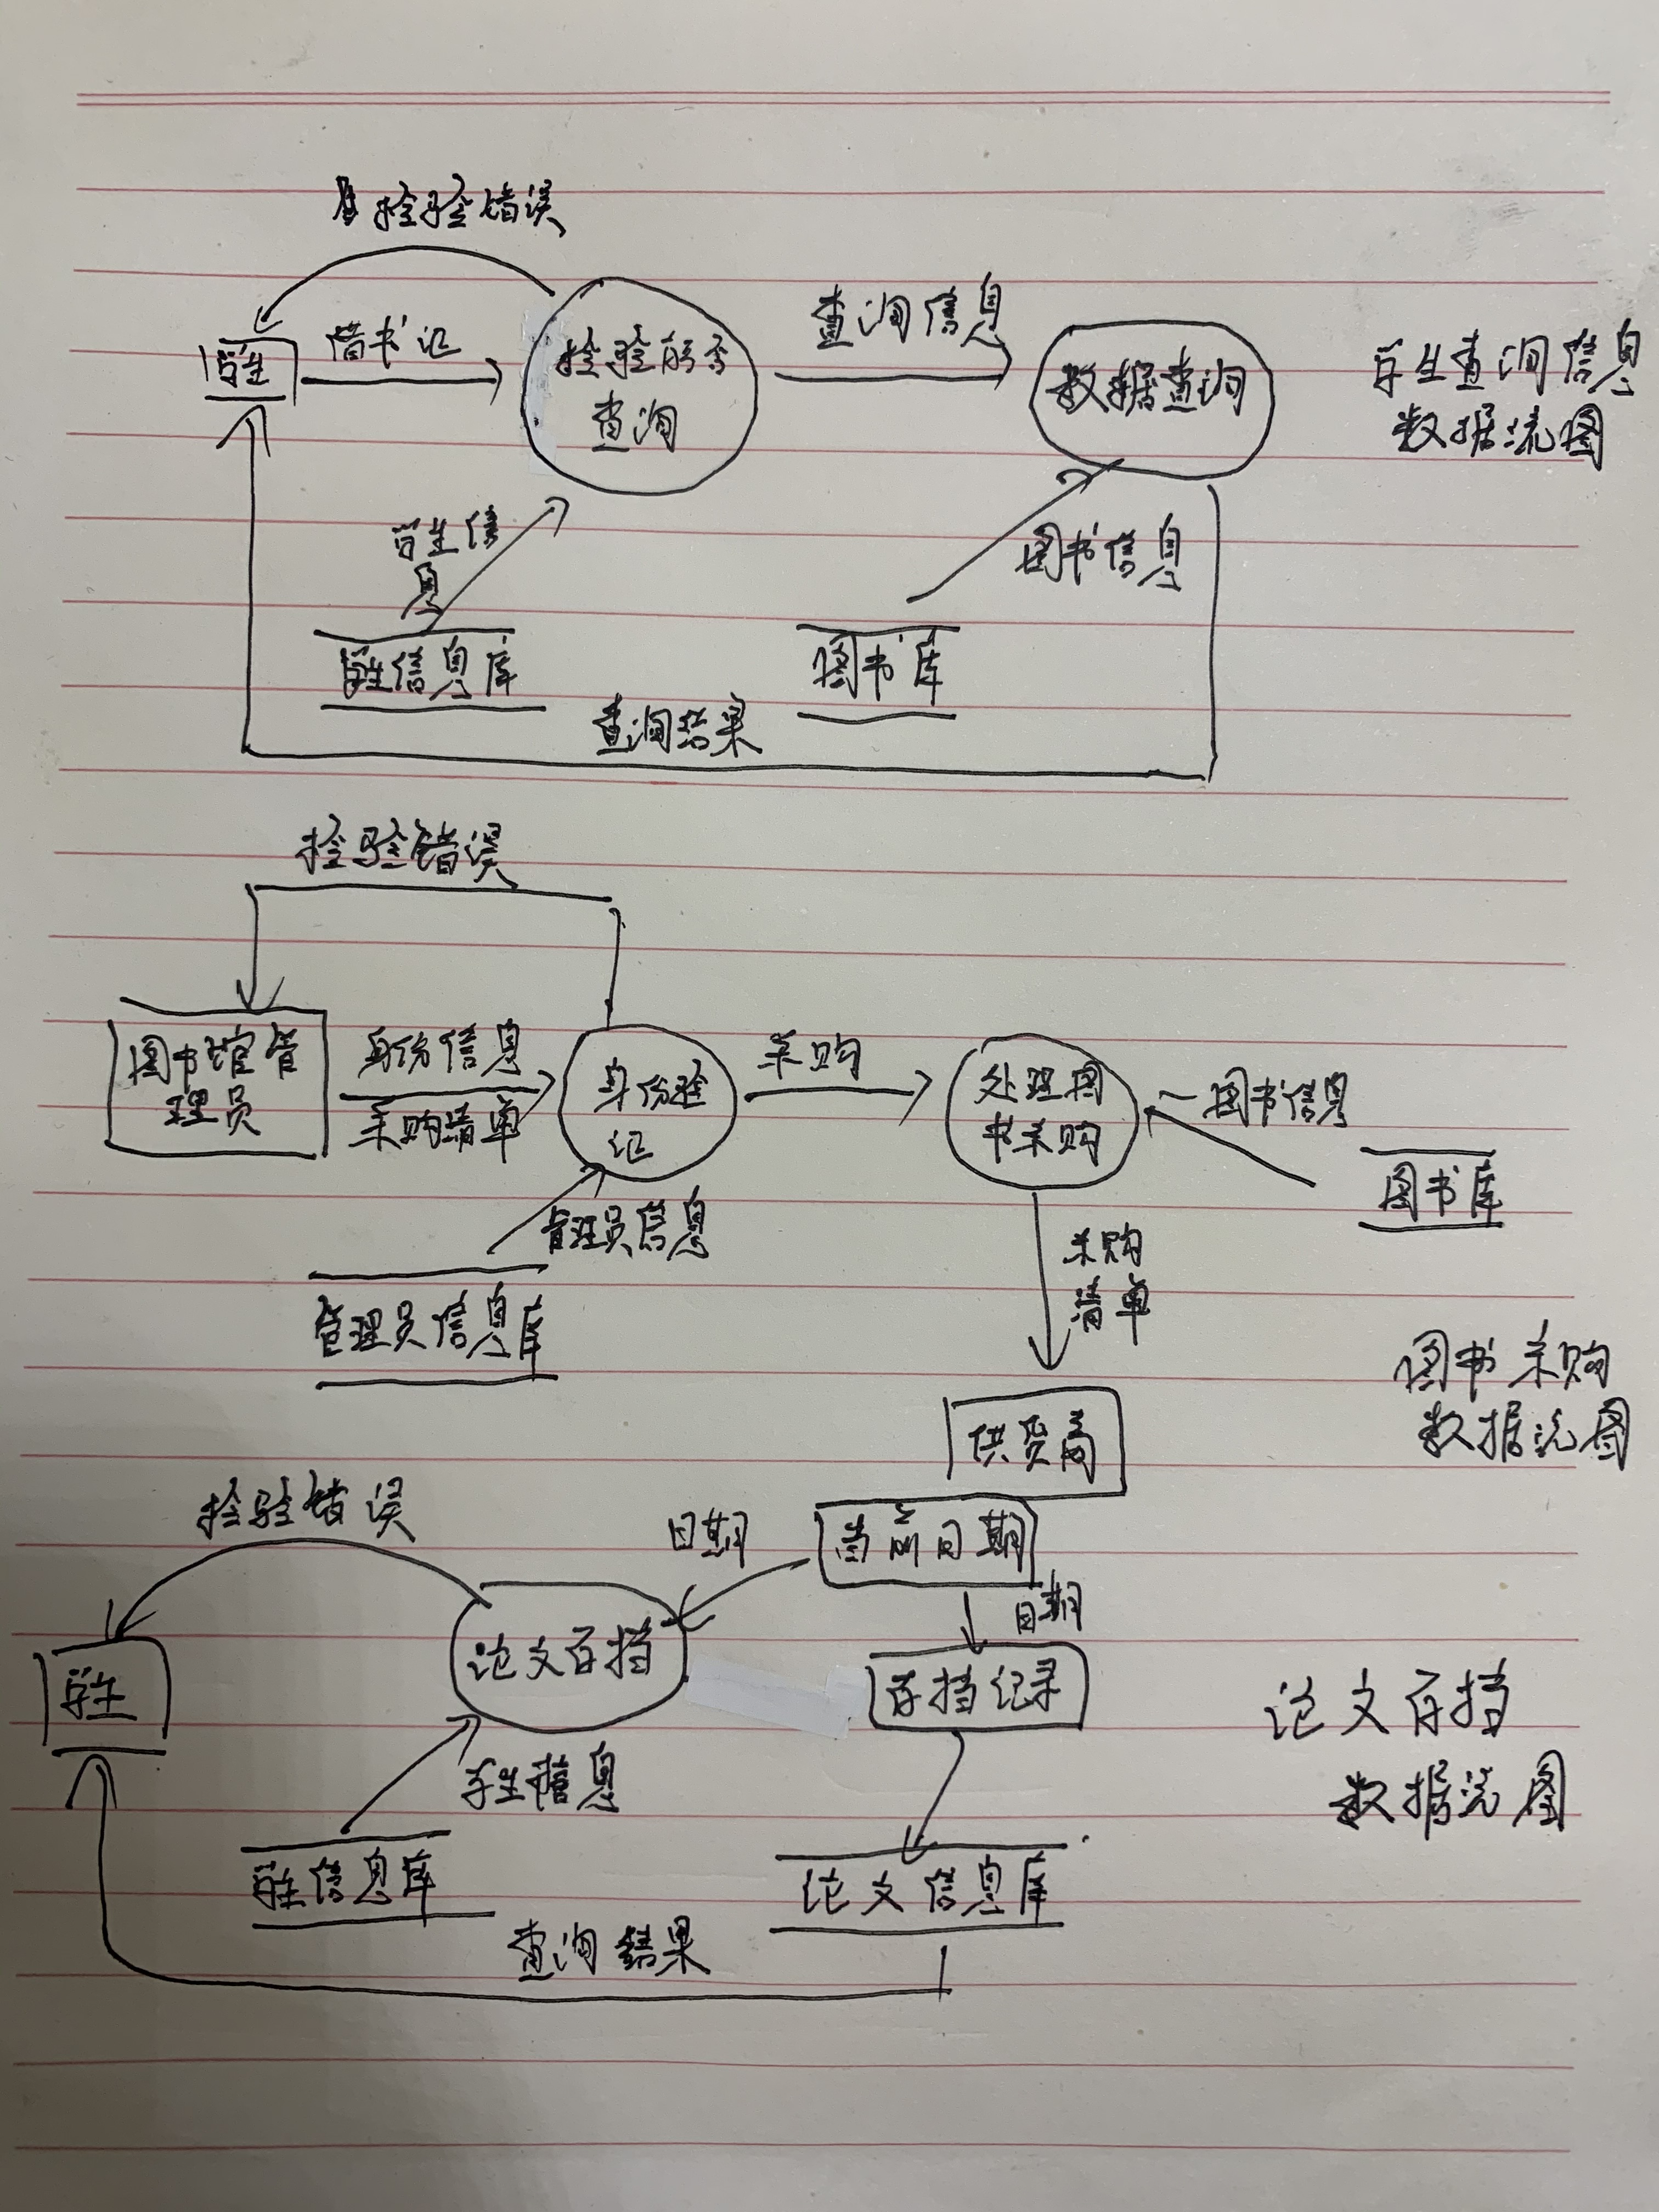 检验错误
学生
借书证
检验能否
查询
查询信息
数据查询
学生查询信息
数据流图
学生信
息
图书信息
学生信息库
图书库
查询结果
检验错误
图书馆管
理员
身份信息
采购清单
身份验
证
采购
处理图
书采购
图书信息
图书库
管理员信息
管理员信息库
采购
清单
供货商
图书采购
数据流图
检验错误
日期
当前日期
日期
学生
论文存档
存档记录
论文存档
数据流图
学生信息
学生信息库
论文信息库
查询结果